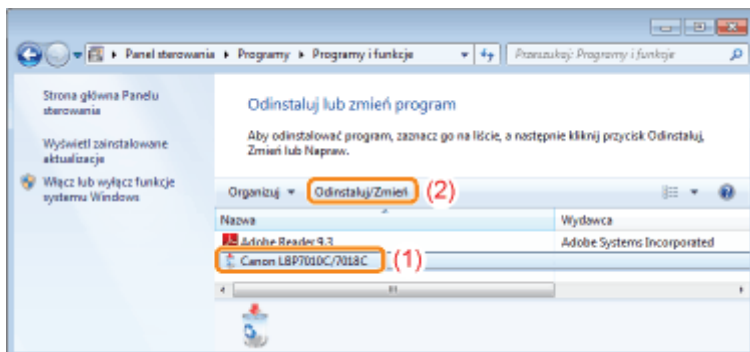 Panel sterowania ▸ Programy ▸ Programy i funkcje
Przeszukaj: Programy i funkcje
Strona główna Panelu
sterowania
Wyświetl zainstalowane
aktualizacje
Włącz lub wyłącz funkcje
systemu Windows
Odinstaluj lub zmień program
Aby odinstalować program, zaznacz go na liście, a następnie kliknij przycisk Odinstaluj,
Zmień lub Napraw.
Organizuj Odinstaluj/Zmień (2)
Nazwa Wydawca
Adobe Reader 9.3 Adobe Systems Incorporated
Canon LBP7010C/7018C (1)